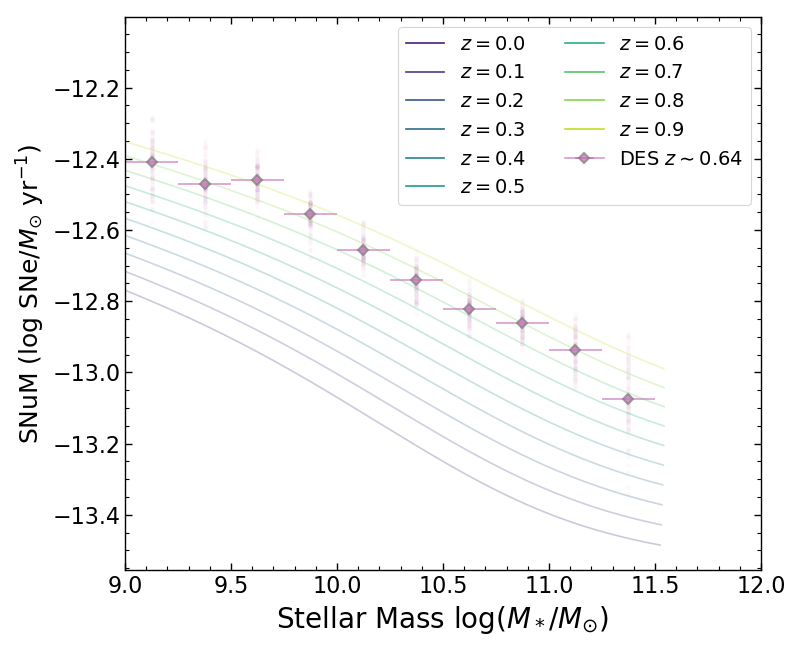 SNuM (log SNe/M⊙ yr⁻¹)
−12.2
−12.4
−12.6
−12.8
−13.0
−13.2
−13.4
z = 0.0
z = 0.1
z = 0.2
z = 0.3
z = 0.4
z = 0.5
z = 0.6
z = 0.7
z = 0.8
z = 0.9
DES z ∼ 0.64
9.0 9.5 10.0 10.5 11.0 11.5 12.0
Stellar Mass log(M∗/M⊙)